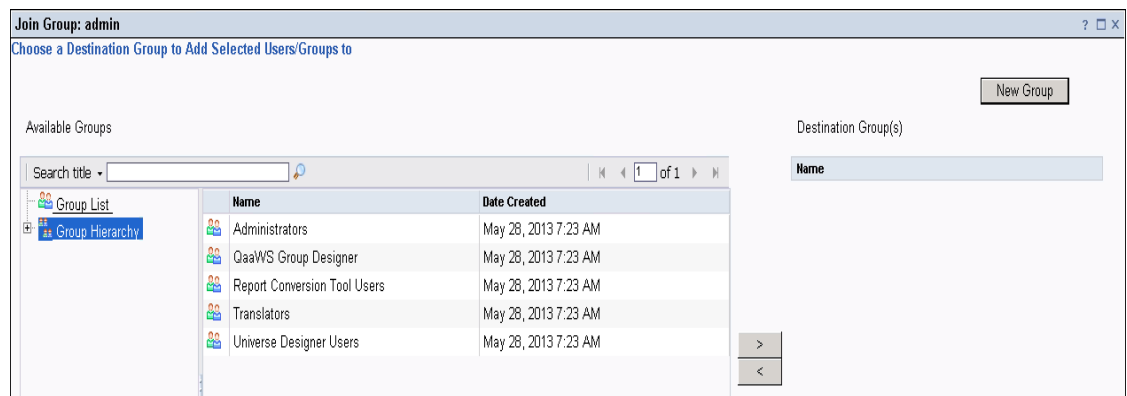 Join Group: admin
? X
Choose a Destination Group to Add Selected Users/Groups to
New Group
Available Groups
Destination Group(s)
Search title
1 of 1
Name
Group List
Group Hierarchy
Name Date Created
Administrators May 28, 2013 7:23 AM
QaaWS Group Designer May 28, 2013 7:23 AM
Report Conversion Tool Users May 28, 2013 7:23 AM
Translators May 28, 2013 7:23 AM
Universe Designer Users May 28, 2013 7:23 AM
>
<